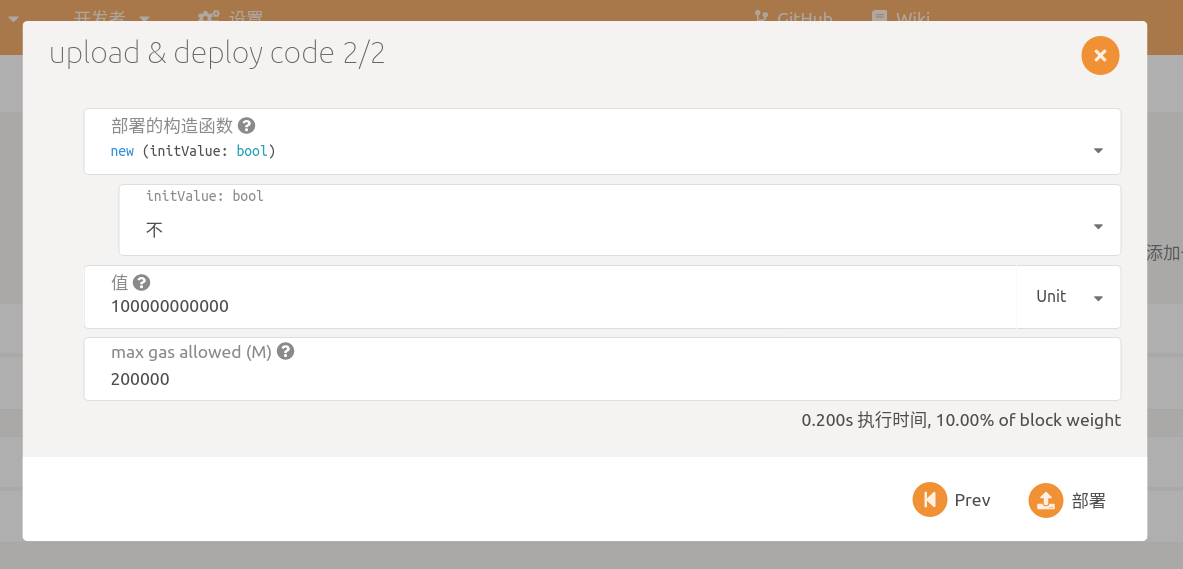 开发者 设置 GitHub Wiki
upload & deploy code 2/2
部署的构造函数
new (initValue: bool)
initValue: bool
不
添加
值
100000000000
Unit
max gas allowed (M)
200000
0.200s 执行时间, 10.00% of block weight
Prev 部署